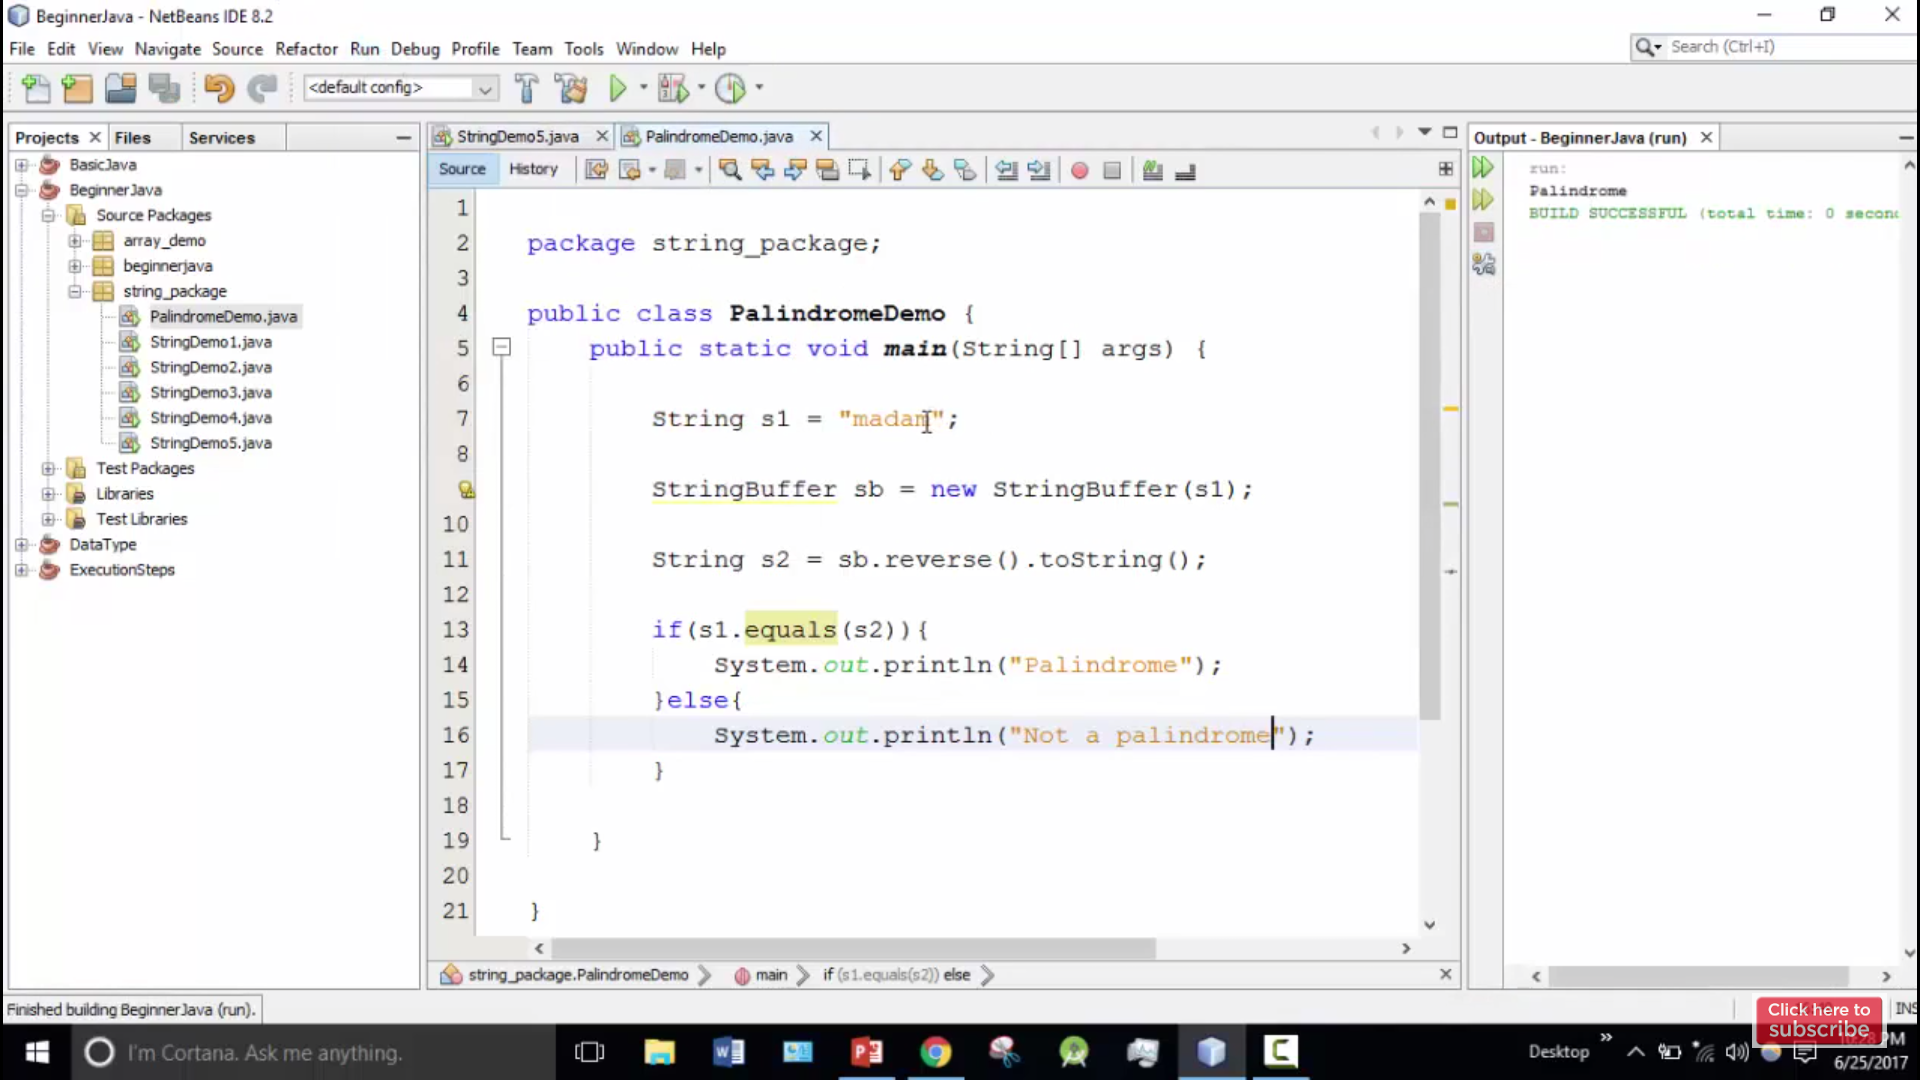 BeginnerJava - NetBeans IDE 8.2
File Edit View Navigate Source Refactor Run Debug Profile Team Tools Window Help
Search (Ctrl+I)
<default config>
Projects Files Services
BasicJava
BeginnerJava
Source Packages
array_demo
beginnerjava
string_package
PalindromeDemo.java
StringDemo1.java
StringDemo2.java
StringDemo3.java
StringDemo4.java
StringDemo5.java
Test Packages
Libraries
Test Libraries
DataType
ExecutionSteps
StringDemo5.java PalindromeDemo.java
Source History
1
2 package string_package;
3
4 public class PalindromeDemo {
5 public static void main(String[] args) {
6
7 String s1 = "madam";
8
StringBuffer sb = new StringBuffer(s1);
10
11 String s2 = sb.reverse().toString();
12
13 if(s1.equals(s2)){
14 System.out.println("Palindrome");
15 }else{
16 System.out.println("Not a palindrome");
17 }
18
19 }
20
21 }
string_package.PalindromeDemo main if (s1.equals(s2)) else
Output - BeginnerJava (run)
run:
Palindrome
BUILD SUCCESSFUL (total time: 0 secon
Finished building BeginnerJava (run).
INS
Click here to
subscribe
I'm Cortana. Ask me anything.
Desktop
PM
6/25/2017